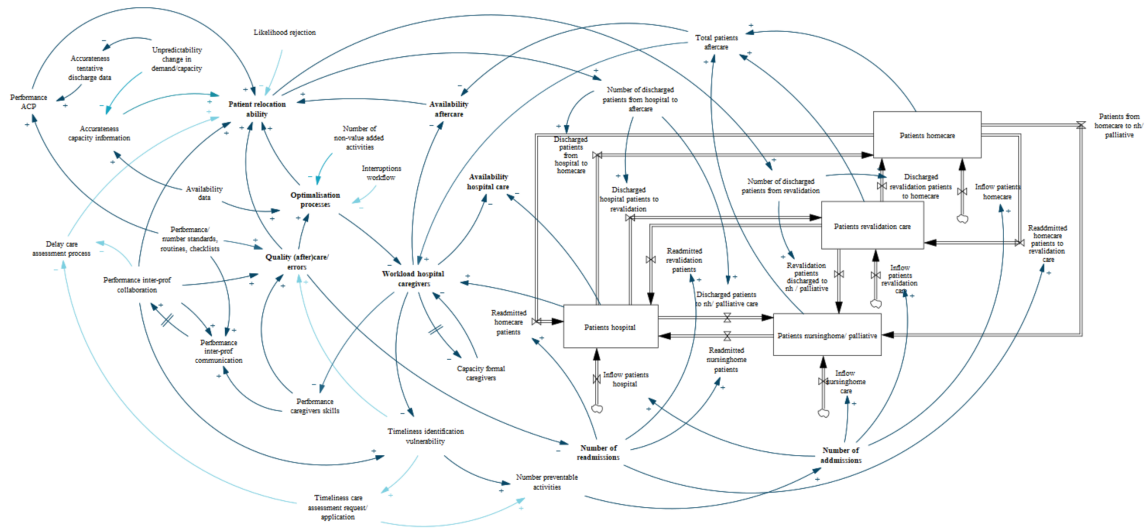 Likelihood rejection
Total patients
aftercare
Unpredictability
change in
demand/capacity
Accurateness
tentative
discharge data
Performance
ACP
Patient relocation
ability
Availability
aftercare
Number of discharged
patients from hospital to
aftercare
Patients from
homecare to nh/
palliative
Accurateness
capacity information
Number of
non-value added
activities
Patients homecare
Discharged
patients
from
hospital to
homecare
Interruptions
workflow
Availability
hospital care
Number of discharged
patients from revalidation
Discharged
revalidation patients
to homecare
Inflow patients
homecare
Availability
data
Optimalisation
processes
Discharged
hospital patients
to revalidation
Patients revalidation care
Performance/
number standards,
routines, checklists
Delay care
assessment process
Quality (after)care/
errors
Readmitted
revalidation
patients
Readmitted
homecare
patients to
revalidation
care
Performance inter-prof
collaboration
Workload hospital
caregivers
Revalidation
patients
discharged to
nh / palliative
Inflow
patients
revalidation
care
Discharged patients
to nh/ palliative care
Readmitted
homecare
patients
Patients hospital
Patients nursinghome/ palliative
Performance
inter-prof
communication
Readmitted
nursinghome
patients
Capacity formal
caregivers
Inflow patients
hospital
Inflow
nursinghome
care
Performance
caregivers skills
Timeliness identification
vulnerability
Number of
readmissions
Number of
addmissions
Number preventable
activities
Timeliness care
assessment request/
application